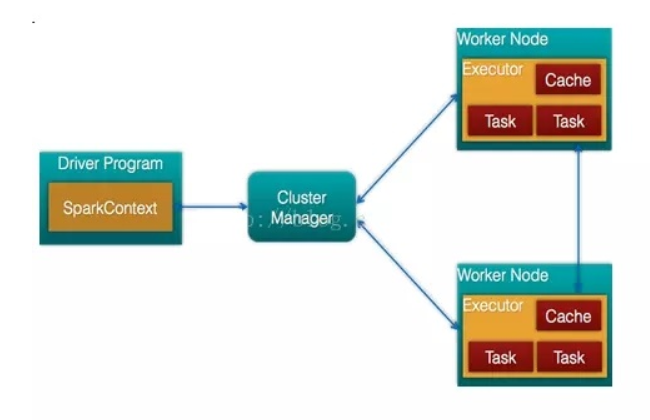 Driver Program
SparkContext
Cluster
Manager
Worker Node
Executor
Cache
Task Task
Worker Node
Executor
Cache
Task Task